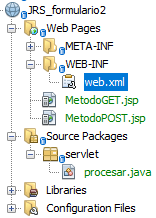 JRS_formulario2
Web Pages
META-INF
WEB-INF
web.xml
MetodoGET.jsp
MetodoPOST.jsp
Source Packages
servlet
procesar.java
Libraries
Configuration Files